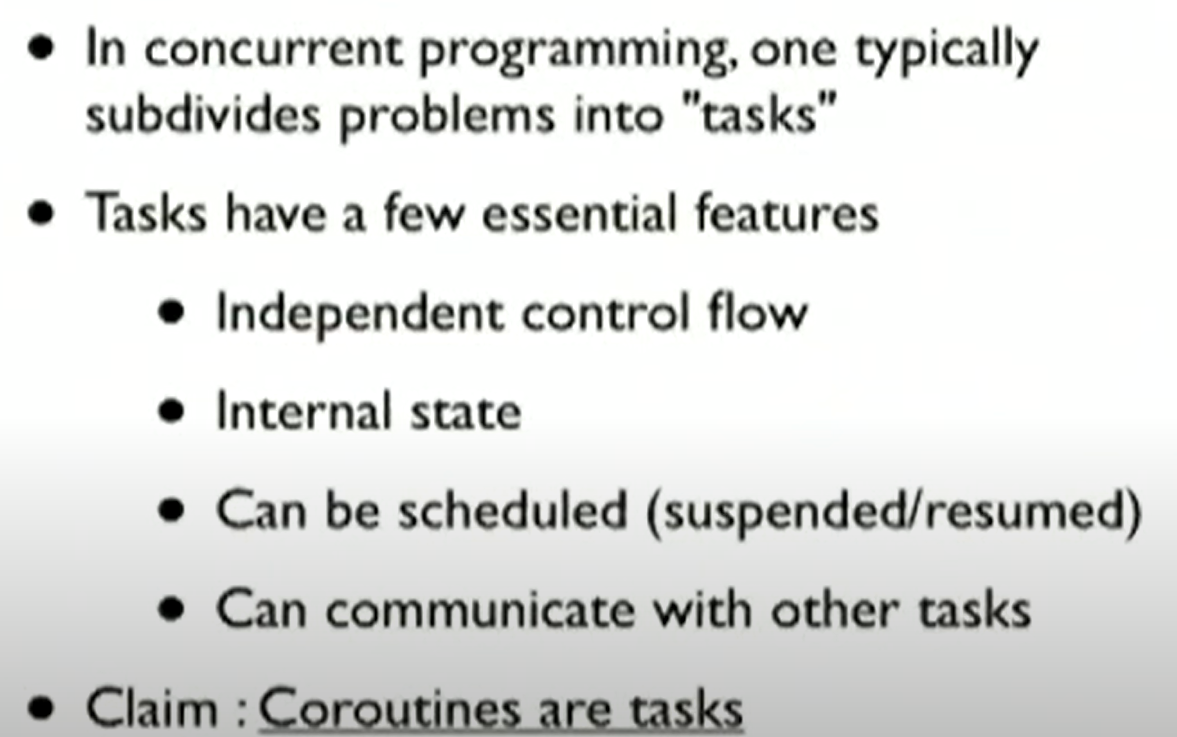 • In concurrent programming, one typically
subdivides problems into "tasks"
• Tasks have a few essential features
• Independent control flow
• Internal state
• Can be scheduled (suspended/resumed)
• Can communicate with other tasks
• Claim : Coroutines are tasks